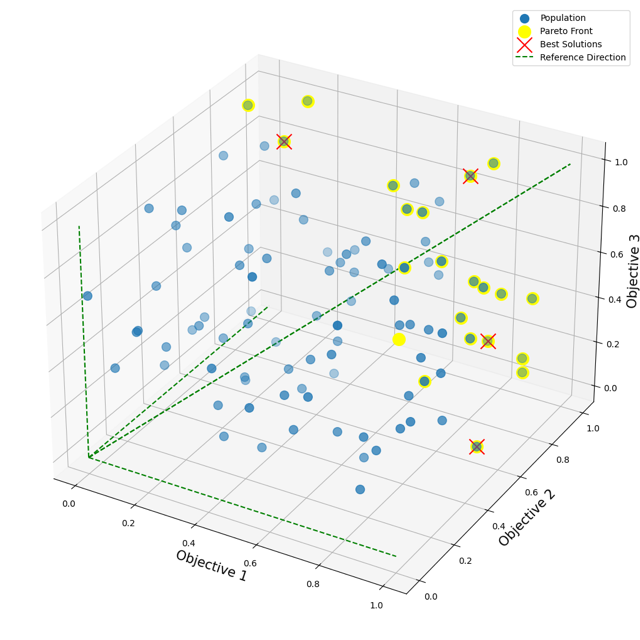 Population
Pareto Front
Best Solutions
Reference Direction
1.0
0.8
0.6
0.4
0.2
0.0
Objective 3
1.0
0.8
0.6
0.4
0.2
0.0
Objective 2
0.0
0.2
0.4
0.6
0.8
1.0
Objective 1